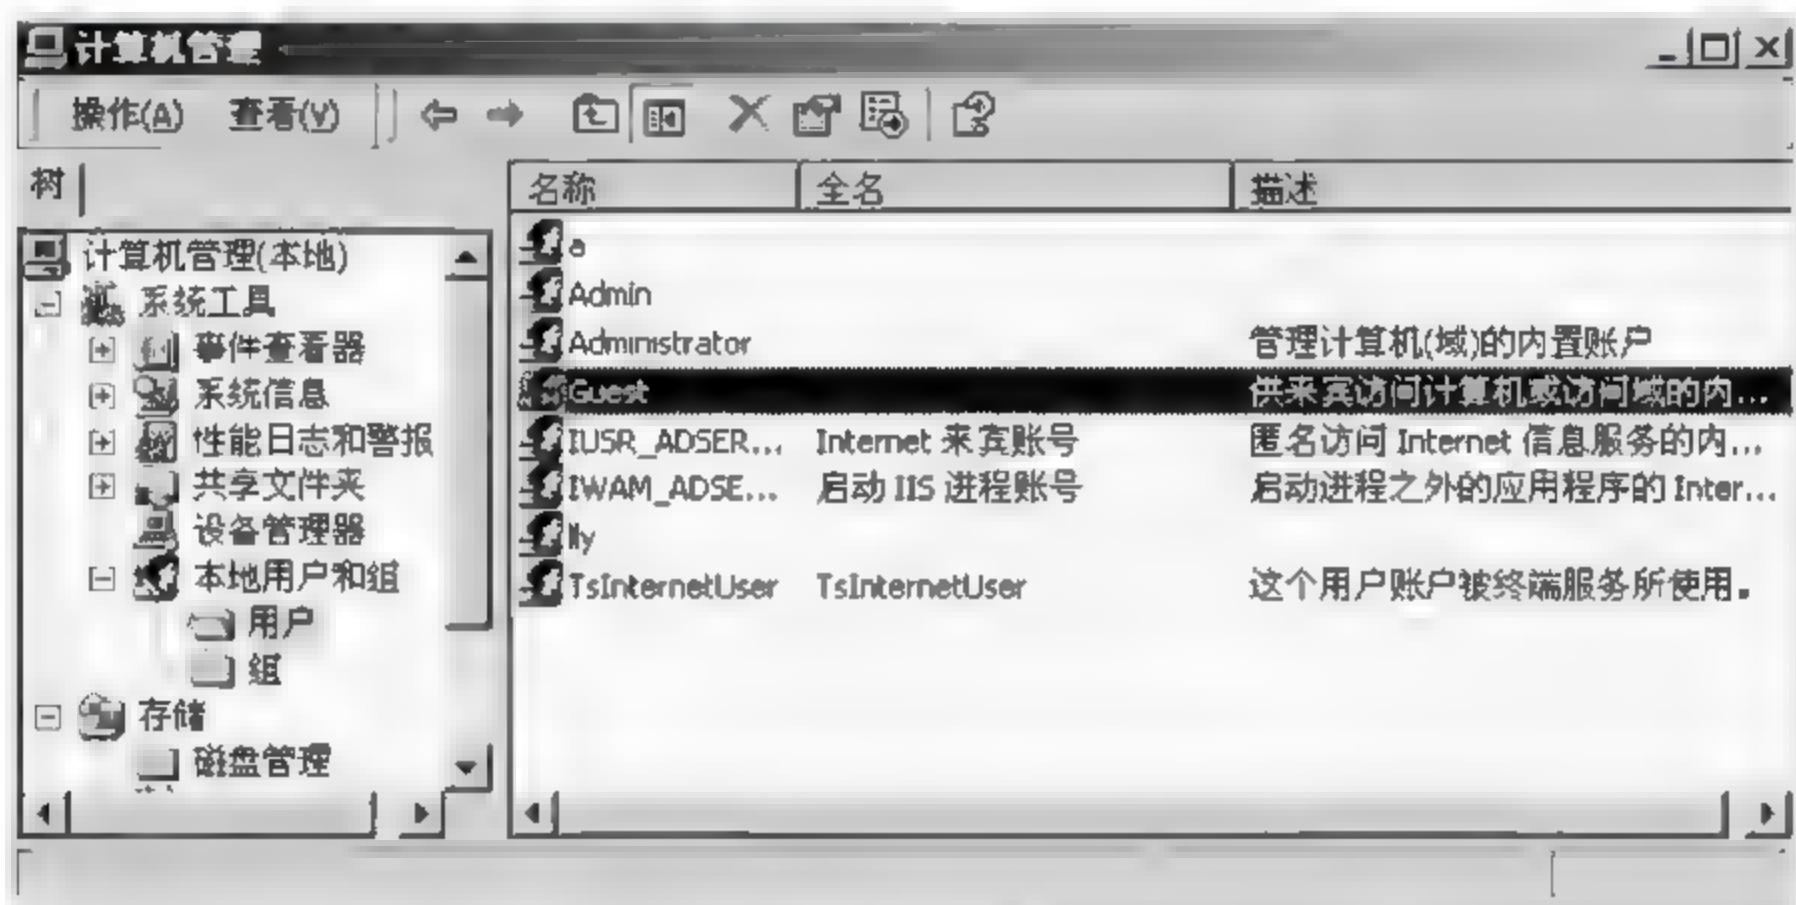 计算机管理
操作(A) 查看(V)
树
计算机管理(本地)
系统工具
事件查看器
系统信息
性能日志和警报
共享文件夹
设备管理器
本地用户和组
用户
组
存储
磁盘管理
名称 全名 描述
a
Admin
Administrator 管理计算机(域)的内置账户
Guest 供来宾访问计算机或访问域的内...
IUSR_ADSER... Internet 来宾账号 匿名访问 Internet 信息服务的内...
IWAM_ADSE... 启动 IIS 进程账号 启动进程之外的应用程序的 Inter...
lly
TsInternetUser TsInternetUser 这个用户账户被终端服务所使用。